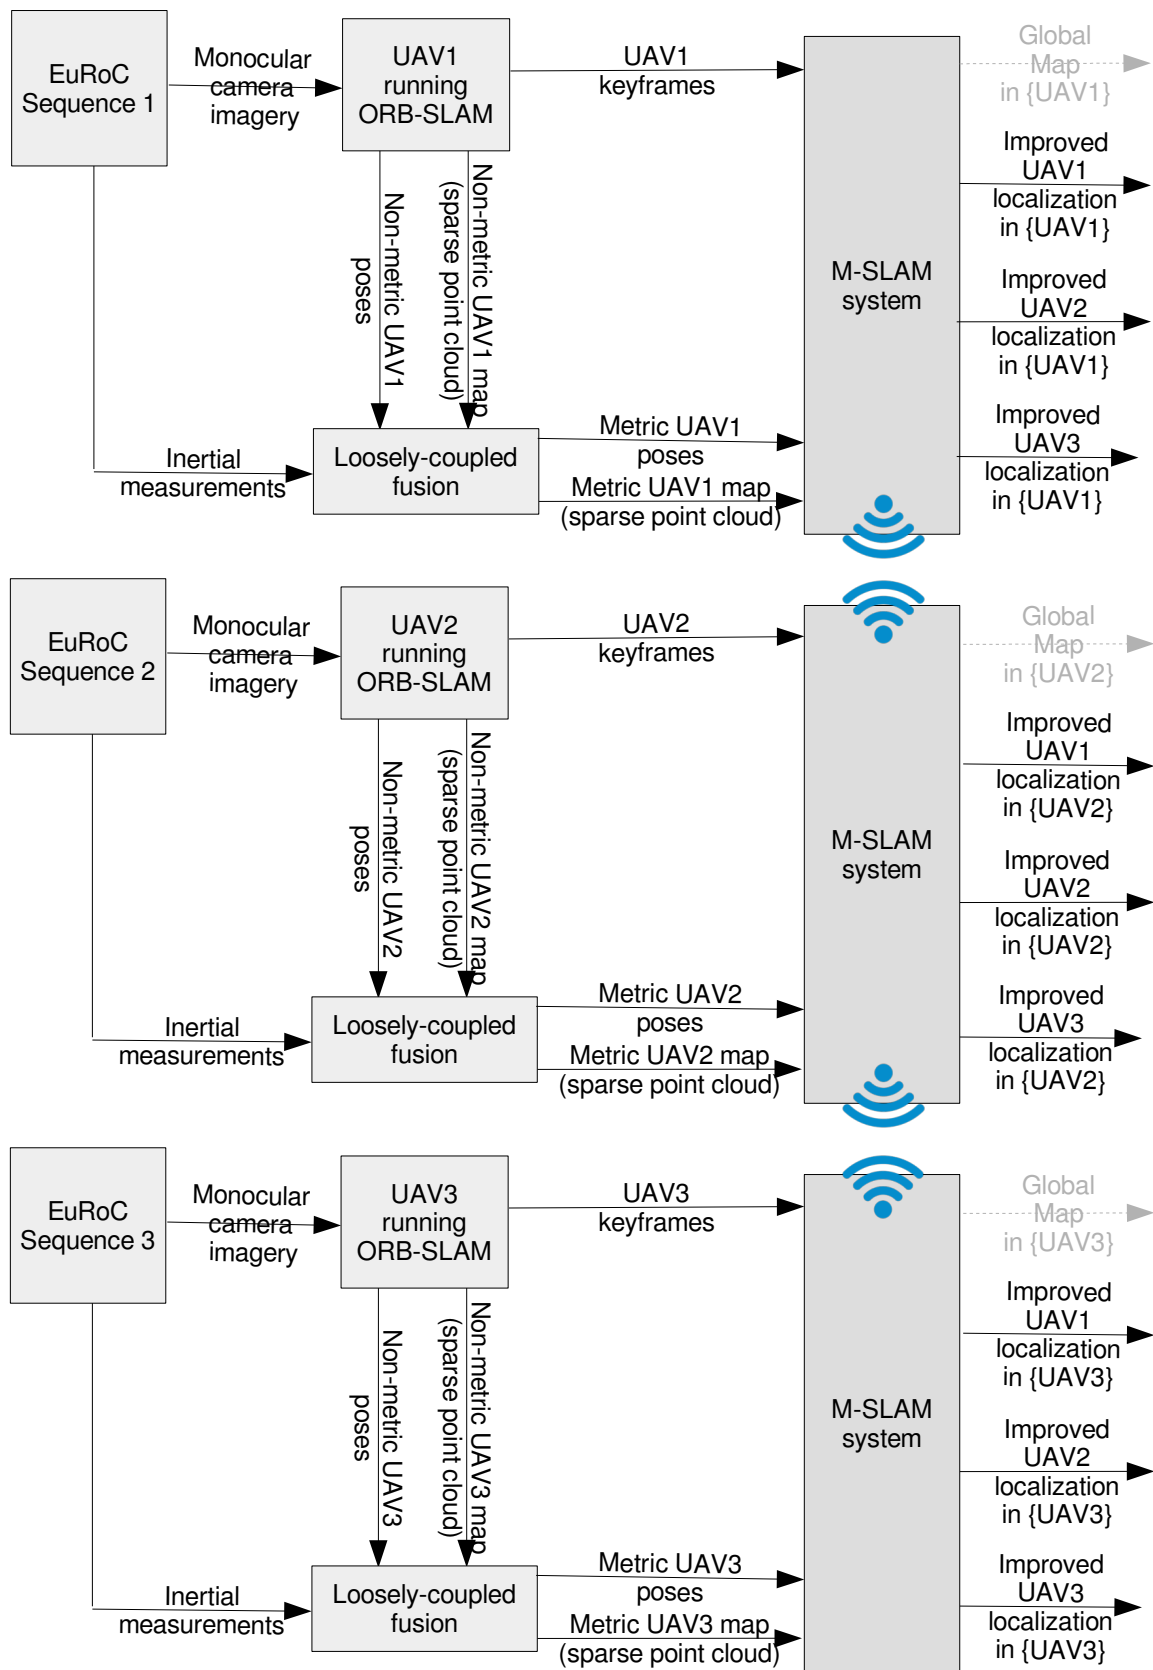 EuRoC
Sequence 1
Monocular
camera
imagery
UAV1
running
ORB-SLAM
UAV1
keyframes
Global
Map
in {UAV1}
Improved
UAV1
localization
in {UAV1}
Non-metric UAV1
poses
Non-metric UAV1 map
(sparse point cloud)
M-SLAM
system
Improved
UAV2
localization
in {UAV1}
Improved
UAV3
localization
in {UAV1}
Inertial
measurements
Loosely-coupled
fusion
Metric UAV1
poses
Metric UAV1 map
(sparse point cloud)
EuRoC
Sequence 2
Monocular
camera
imagery
UAV2
running
ORB-SLAM
UAV2
keyframes
Global
Map
in {UAV2}
Improved
UAV1
localization
in {UAV2}
Non-metric UAV2
poses
Non-metric UAV2 map
(sparse point cloud)
M-SLAM
system
Improved
UAV2
localization
in {UAV2}
Improved
UAV3
localization
in {UAV2}
Inertial
measurements
Loosely-coupled
fusion
Metric UAV2
poses
Metric UAV2 map
(sparse point cloud)
EuRoC
Sequence 3
Monocular
camera
imagery
UAV3
running
ORB-SLAM
UAV3
keyframes
Global
Map
in {UAV3}
Improved
UAV1
localization
in {UAV3}
Non-metric UAV3
poses
Non-metric UAV3 map
(sparse point cloud)
M-SLAM
system
Improved
UAV2
localization
in {UAV3}
Improved
UAV3
localization
in {UAV3}
Inertial
measurements
Loosely-coupled
fusion
Metric UAV3
poses
Metric UAV3 map
(sparse point cloud)